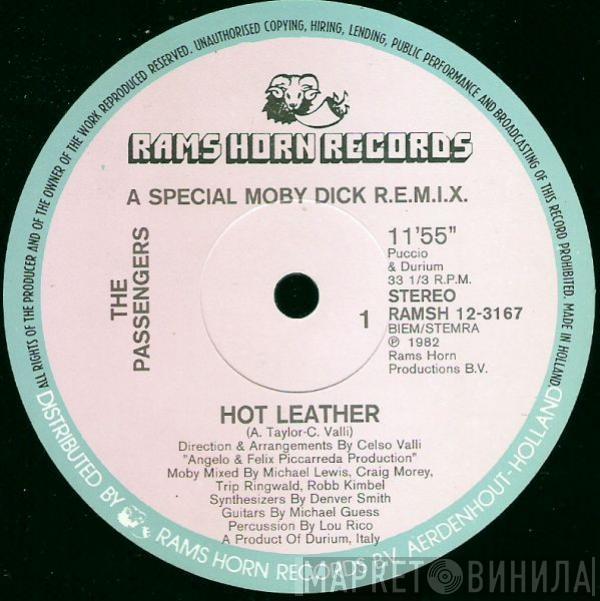 ALL RIGHTS OF THE PRODUCER AND OF THE OWNER OF THE WORK REPRODUCED RESERVED. UNAUTHORISED COPYING, HIRING, LENDING, PUBLIC PERFORMANCE AND BROADCASTING OF THIS RECORD PROHIBITED. MADE IN HOLLAND.
RAMS HORN RECORDS
A SPECIAL MOBY DICK R.E.M.I.X.
THE
PASSENGERS
11'55"
Puccio
& Durium
33 1/3 R.P.M.
STEREO
RAMSH 12-3167
1
BIEM/STEMRA
℗ 1982
Rams Horn
Productions B.V.
HOT LEATHER
(A. Taylor-C. Valli)
Direction & Arrangements By Celso Valli
"Angelo & Felix Piccarreda Production"
Moby Mixed By Michael Lewis, Craig Morey,
Trip Ringwald, Robb Kimbel
Synthesizers By Denver Smith
Guitars By Michael Guess
Percussion By Lou Rico
A Product Of Durium, Italy
DISTRIBUTED BY RAMS HORN RECORDS BV AERDENHOUT-HOLLAND
МАРКЕТ ВИНИЛА